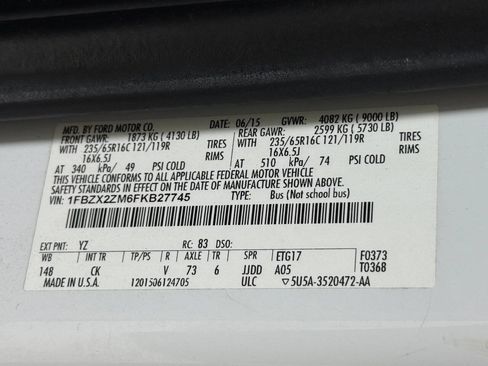 MFD. BY FORD MOTOR CO.
DATE: 06/15 GVWR: 4082 KG ( 9000 LB)
FRONT GAWR: 1873 KG ( 4130 LB) REAR GAWR: 2599 KG ( 5730 LB)
WITH 235/65R16C 121/119R TIRES WITH 235/65R16C 121/119R TIRES
16X6.5J RIMS 16X6.5J RIMS
AT 340 kPa/ 49 PSI COLD AT 510 kPa/ 74 PSI COLD
THIS VEHICLE CONFORMS TO ALL APPLICABLE FEDERAL MOTOR VEHICLE
SAFETY STANDARDS IN EFFECT ON THE DATE OF MANUFACTURE SHOWN ABOVE.
VIN: 1FBZX2ZM6FKB27745 TYPE: Bus (Not school bus)
EXT PNT: YZ RC: 83 DSO:
WB INT TR TP/PS R AXLE TR SPR ETG17 F0373
148 CK V 73 6 JJDD A05 T0368
MADE IN U.S.A. 1201506124705 ULC ▽5U5A-3520472-AA